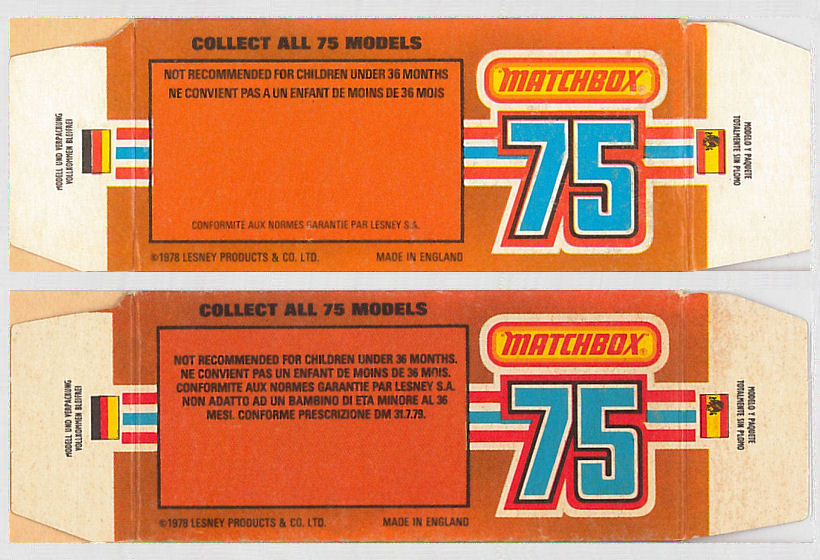 COLLECT ALL 75 MODELS
NOT RECOMMENDED FOR CHILDREN UNDER 36 MONTHS
NE CONVIENT PAS A UN ENFANT DE MOINS DE 36 MOIS
CONFORMITE AUX NORMES GARANTIE PAR LESNEY S.A.
©1978 LESNEY PRODUCTS & CO. LTD. MADE IN ENGLAND
MATCHBOX
75
MODELL UND VERPACKUNG
VOLLKOMMEN BLEIFREI
MODELO Y PAQUETE
TOTALMENTE SIN PLOMO
COLLECT ALL 75 MODELS
NOT RECOMMENDED FOR CHILDREN UNDER 36 MONTHS.
NE CONVIENT PAS UN ENFANT DE MOINS DE 36 MOIS.
CONFORMITE AUX NORMES GARANTIE PAR LESNEY S.A.
NON ADATTO AD UN BAMBINO DI ETA MINORE AL 36
MESI. CONFORME PRESCRIZIONE DM 31.7.79.
©1978 LESNEY PRODUCTS & CO. LTD. MADE IN ENGLAND
MATCHBOX
75
MODELL UND VERPACKUNG
VOLLKOMMEN BLEIFREI
MODELO Y PAQUETE
TOTALMENTE SIN PLOMO